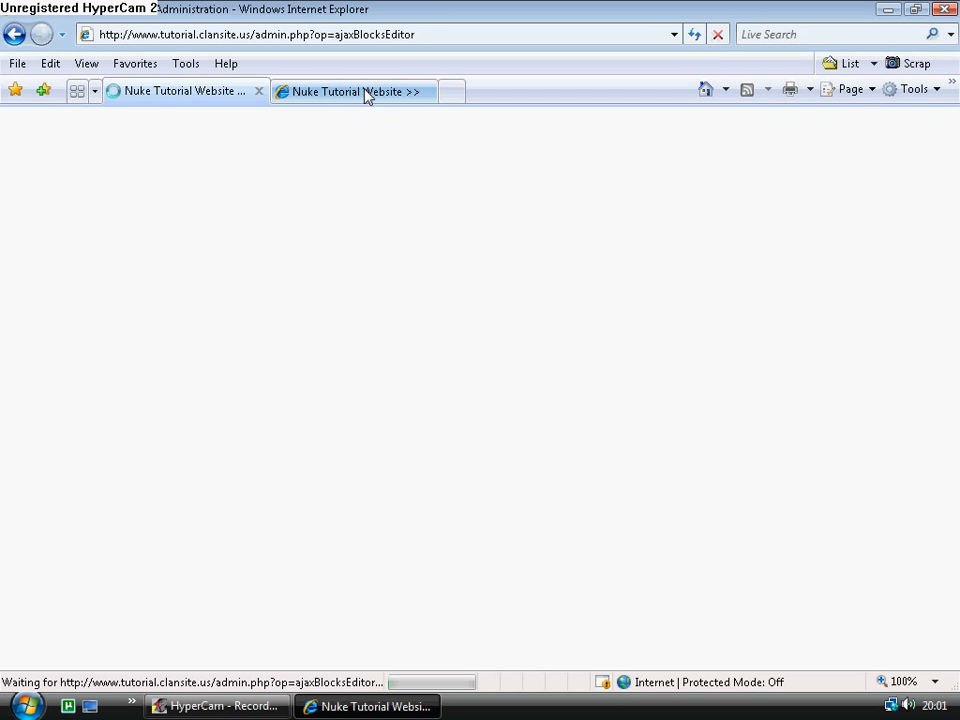 Unregistered HyperCam 2
Administration - Windows Internet Explorer
http://www.tutorial.clansite.us/admin.php?op=ajaxBlocksEditor
Live Search
File Edit View Favorites Tools Help
List Scrap
Nuke Tutorial Website ...
Nuke Tutorial Website >>
Page Tools
Waiting for http://www.tutorial.clansite.us/admin.php?op=ajaxBlocksEditor...
Internet | Protected Mode: Off
100%
HyperCam - Record...
Nuke Tutorial Websi...
20:01